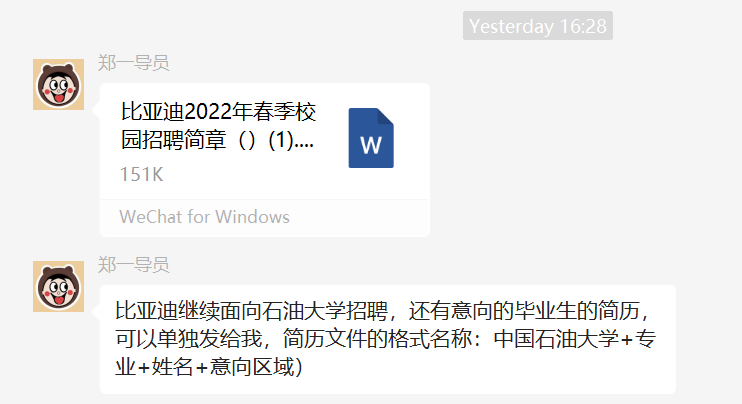 Yesterday 16:28
郑一导员
比亚迪2022年春季校
园招聘简章（）(1)....
W
151K
WeChat for Windows
郑一导员
比亚迪继续面向石油大学招聘，还有意向的毕业生的简历，
可以单独发给我，简历文件的格式名称：中国石油大学+专
业+姓名+意向区域）